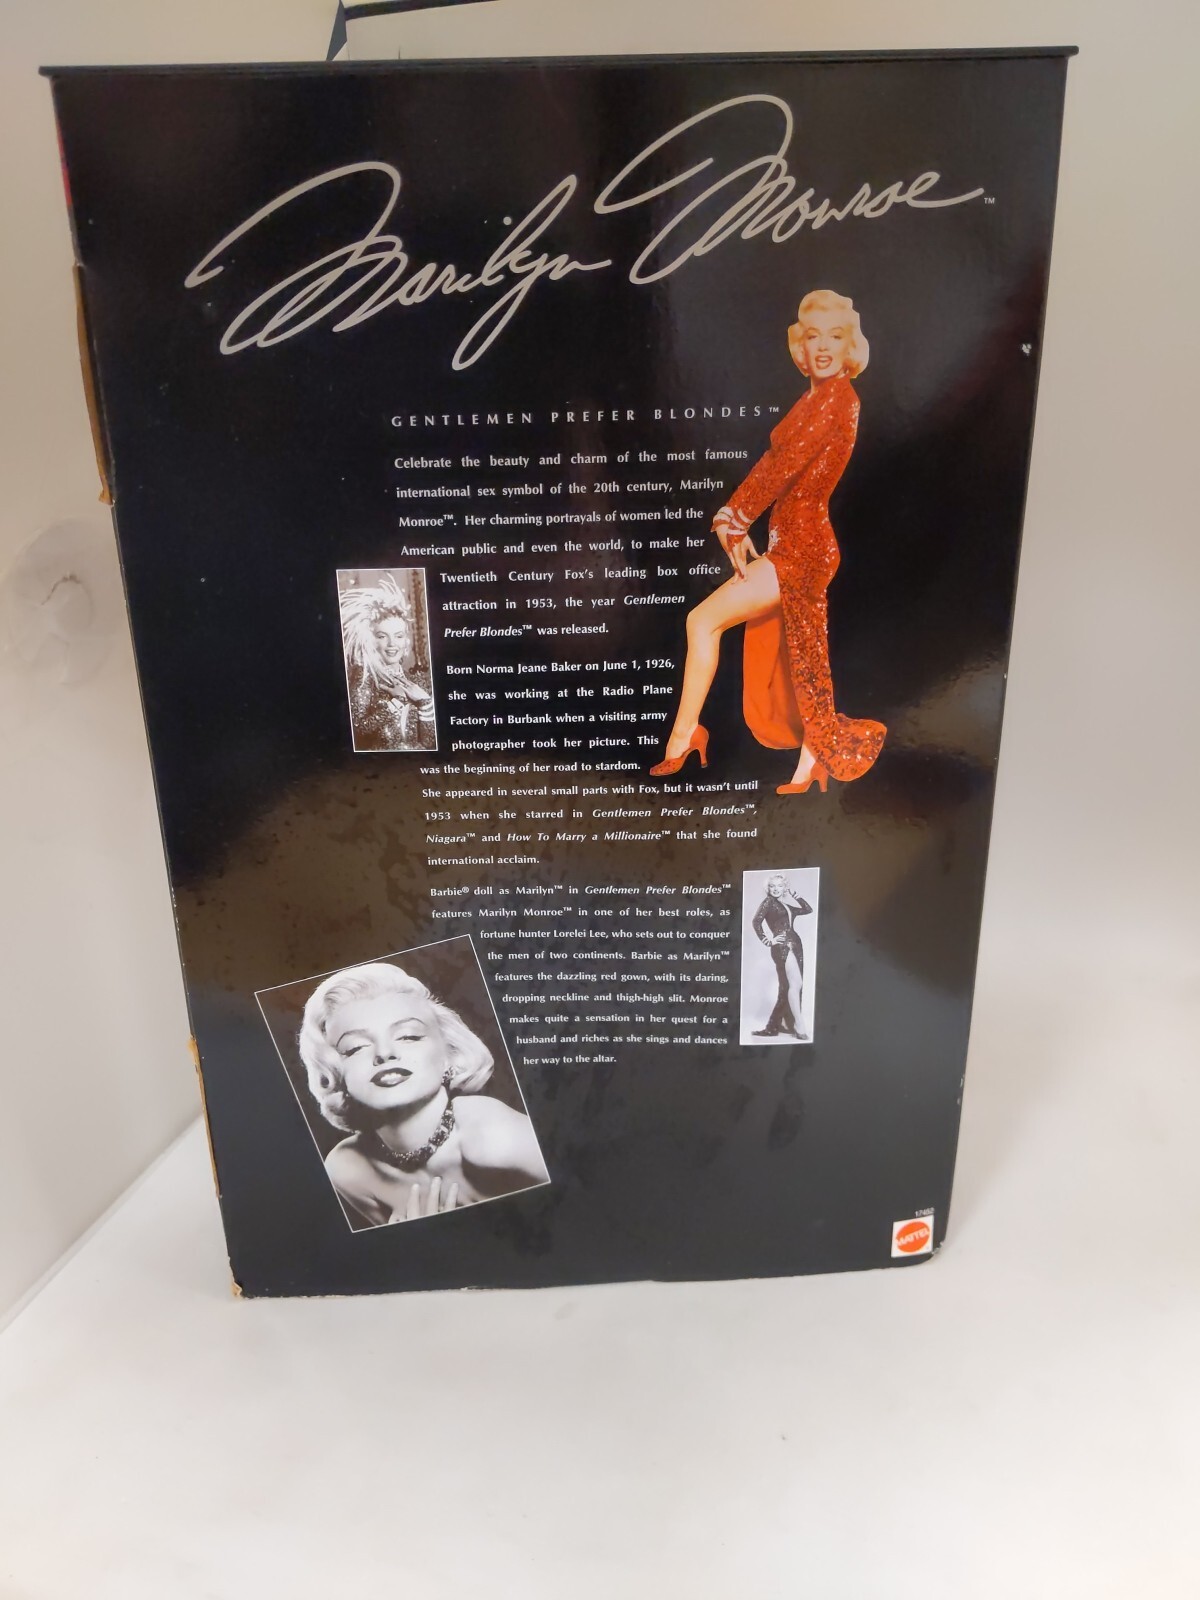 Marilyn Monroe™
GENTLEMEN PREFER BLONDES™
Celebrate the beauty and charm of the most famous
international sex symbol of the 20th century, Marilyn
Monroe™. Her charming portrayals of women led the
American public and even the world, to make her
Twentieth Century Fox's leading box office
attraction in 1953, the year Gentlemen
Prefer Blondes™ was released.
Born Norma Jeane Baker on June 1, 1926,
she was working at the Radio Plane
Factory in Burbank when a visiting army
photographer took her picture. This
was the beginning of her road to stardom.
She appeared in several small parts with Fox, but it wasn't until
1953 when she starred in Gentlemen Prefer Blondes™,
Niagara™ and How To Marry a Millionaire™ that she found
international acclaim.
Barbie® doll as Marilyn™ in Gentlemen Prefer Blondes™
features Marilyn Monroe™ in one of her best roles, as
fortune hunter Lorelei Lee, who sets out to conquer
the men of two continents. Barbie as Marilyn™
features the dazzling red gown, with its daring,
dropping neckline and thigh-high slit. Monroe
makes quite a sensation in her quest for a
husband and riches as she sings and dances
her way to the altar.
17452
MATTEL